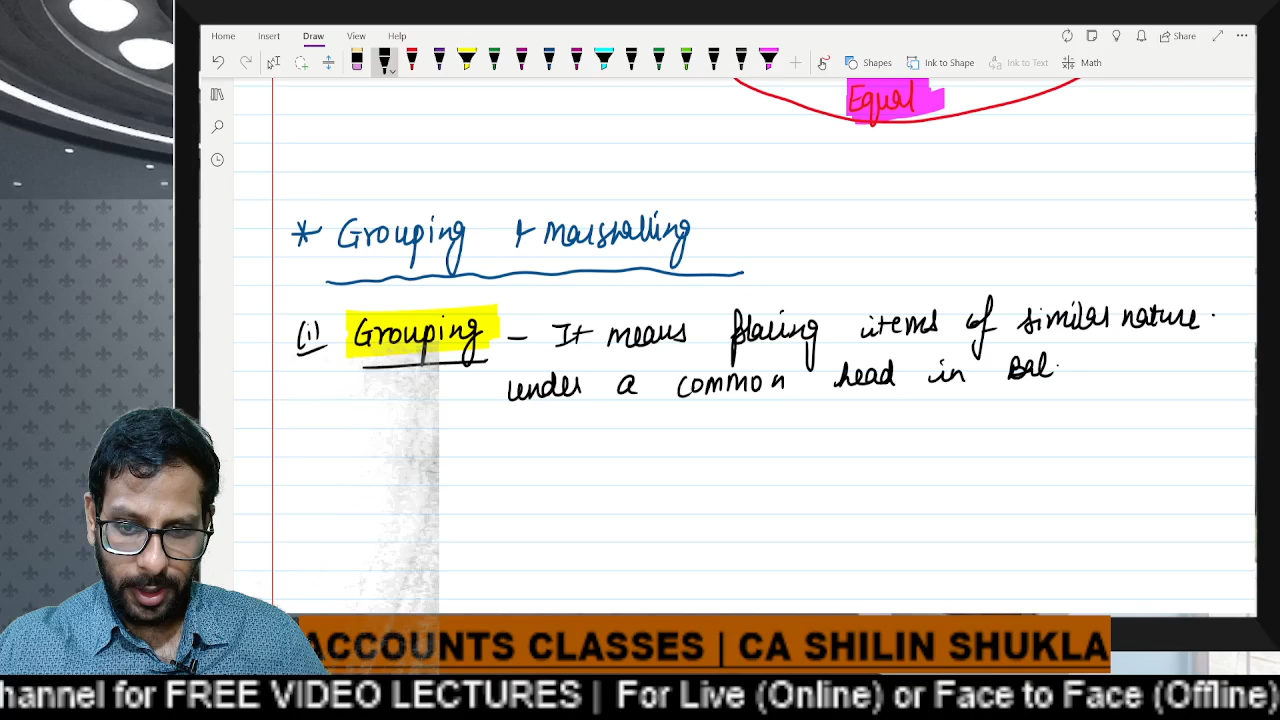 Home Insert Draw View Help
Share
Shapes Ink to Shape Ink to Text Math
Equal
* Grouping & Marshalling
(i) Grouping – It means placing items of similar nature.
under a common head in Bal.
ACCOUNTS CLASSES | CA SHILIN SHUKLA
hannel for FREE VIDEO LECTURES | For Live (Online) or Face to Face (Offline)